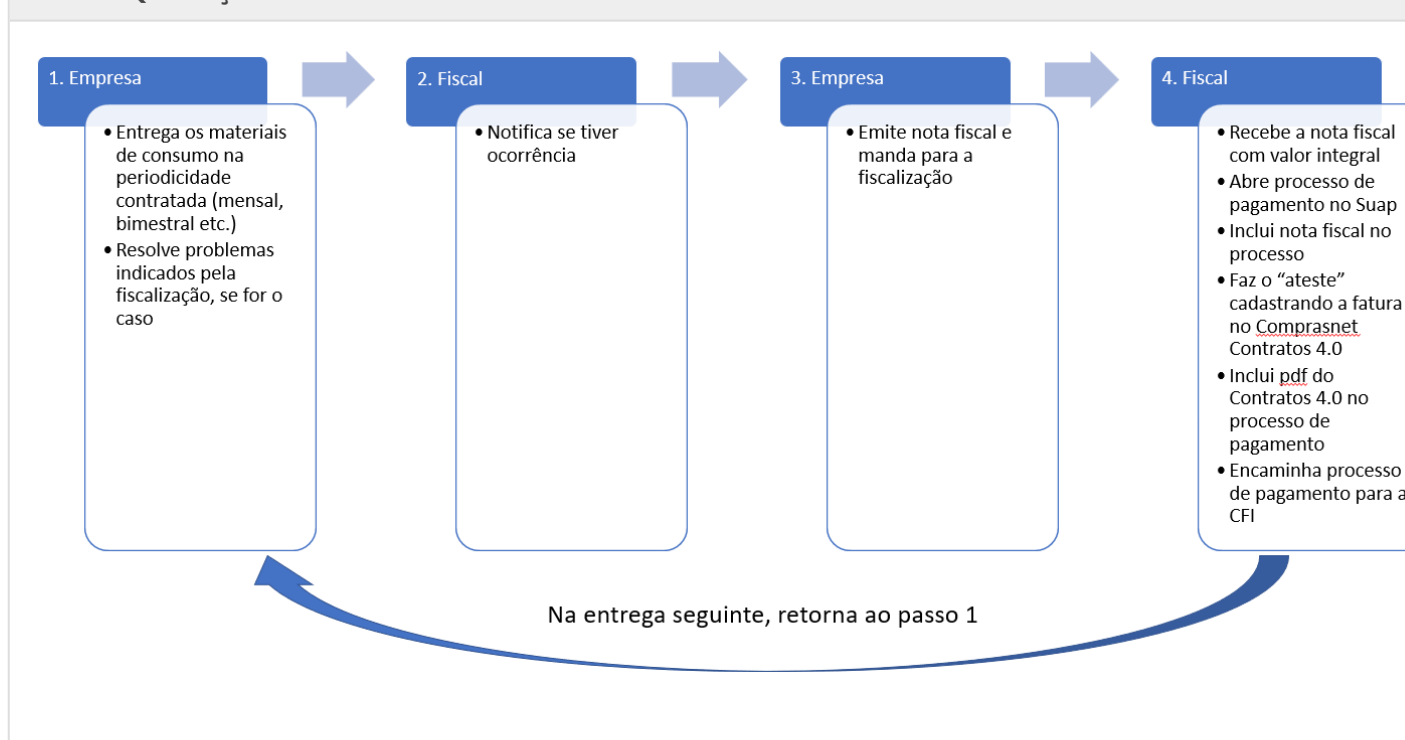 1. Empresa
• Entrega os materiais
de consumo na
periodicidade
contratada (mensal,
bimestral etc.)
• Resolve problemas
indicados pela
fiscalização, se for o
caso
2. Fiscal
• Notifica se tiver
ocorrência
3. Empresa
• Emite nota fiscal e
manda para a
fiscalização
4. Fiscal
• Recebe a nota fiscal
com valor integral
• Abre processo de
pagamento no Suap
• Inclui nota fiscal no
processo
• Faz o “ateste”
cadastrando a fatura
no Comprasnet
Contratos 4.0
• Inclui pdf do
Contratos 4.0 no
processo de
pagamento
• Encaminha processo
de pagamento para a
CFI
Na entrega seguinte, retorna ao passo 1